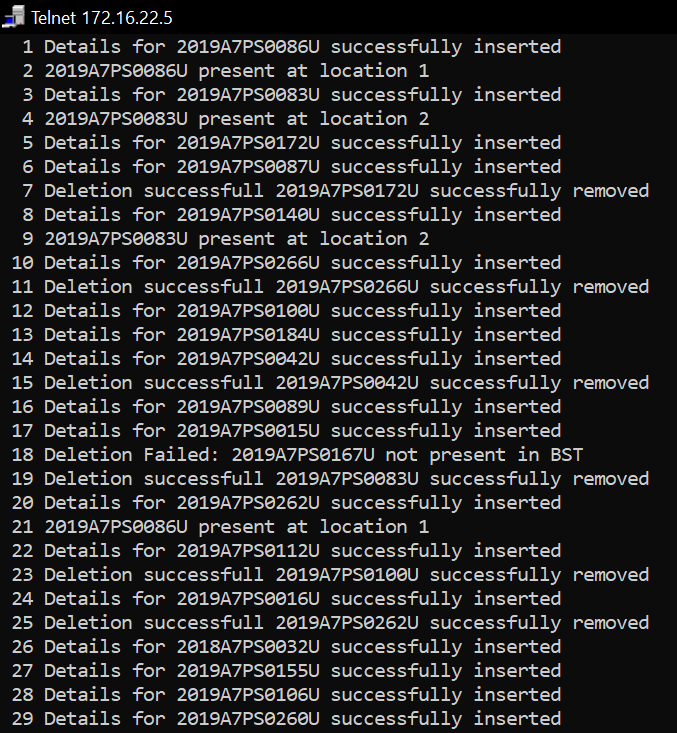 Telnet 172.16.22.5
1 Details for 2019A7PS0086U successfully inserted
2 2019A7PS0086U present at location 1
3 Details for 2019A7PS0083U successfully inserted
4 2019A7PS0083U present at location 2
5 Details for 2019A7PS0172U successfully inserted
6 Details for 2019A7PS0087U successfully inserted
7 Deletion successfull 2019A7PS0172U successfully removed
8 Details for 2019A7PS0140U successfully inserted
9 2019A7PS0083U present at location 2
10 Details for 2019A7PS0266U successfully inserted
11 Deletion successfull 2019A7PS0266U successfully removed
12 Details for 2019A7PS0100U successfully inserted
13 Details for 2019A7PS0184U successfully inserted
14 Details for 2019A7PS0042U successfully inserted
15 Deletion successfull 2019A7PS0042U successfully removed
16 Details for 2019A7PS0089U successfully inserted
17 Details for 2019A7PS0015U successfully inserted
18 Deletion Failed: 2019A7PS0167U not present in BST
19 Deletion successfull 2019A7PS0083U successfully removed
20 Details for 2019A7PS0262U successfully inserted
21 2019A7PS0086U present at location 1
22 Details for 2019A7PS0112U successfully inserted
23 Deletion successfull 2019A7PS0100U successfully removed
24 Details for 2019A7PS0016U successfully inserted
25 Deletion successfull 2019A7PS0262U successfully removed
26 Details for 2018A7PS0032U successfully inserted
27 Details for 2019A7PS0155U successfully inserted
28 Details for 2019A7PS0106U successfully inserted
29 Details for 2019A7PS0260U successfully inserted